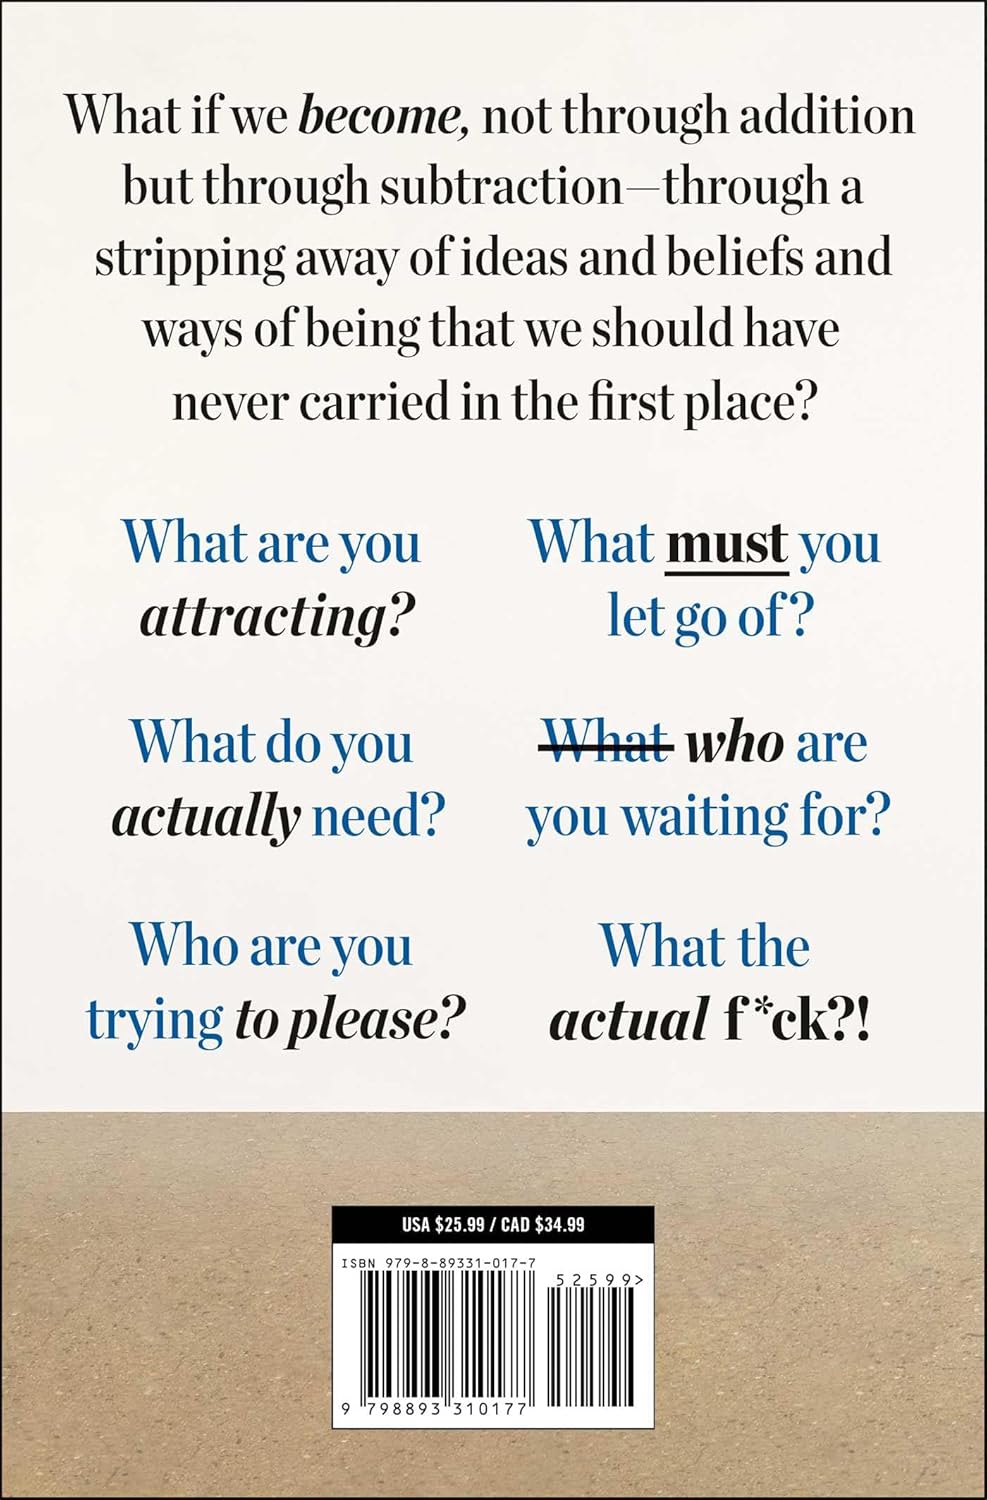 What if we become, not through addition
but through subtraction—through a
stripping away of ideas and beliefs and
ways of being that we should have
never carried in the first place?
What are you
attracting?
What must you
let go of?
What do you
actually need?
What who are
you waiting for?
Who are you
trying to please?
What the
actual f*ck?!
USA $25.99 / CAD $34.99
ISBN 979-8-89331-017-7
52599>
9 798893 310177